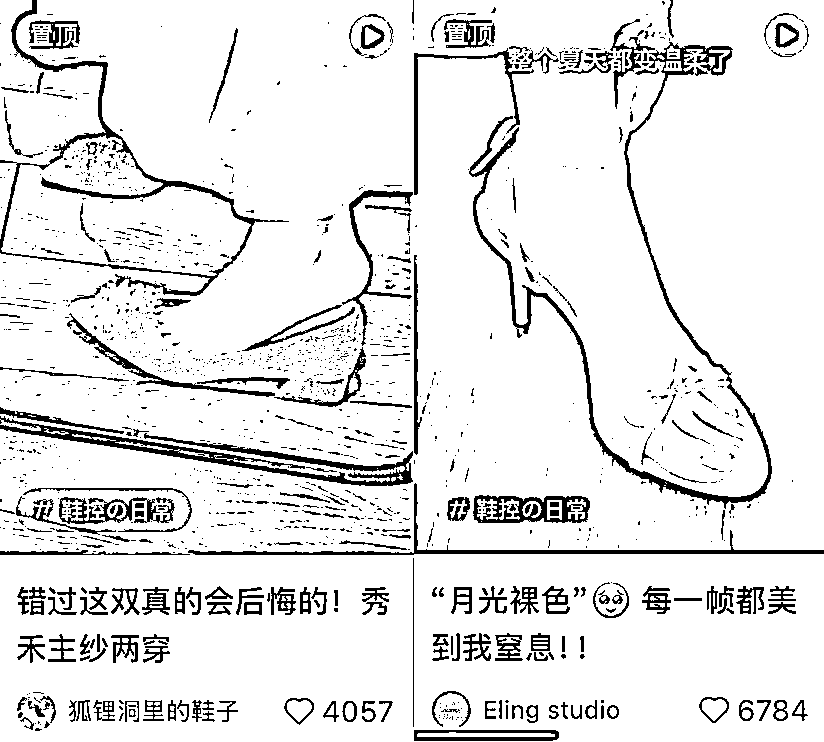 置顶
# 鞋控の日常
错过这双真的会后悔的！秀
禾主纱两穿
狐狸洞里的鞋子
4057
置顶
整个夏天都变温柔了
# 鞋控の日常
“月光裸色”🥹 每一帧都美
到我窒息！！
Eling studio
6784